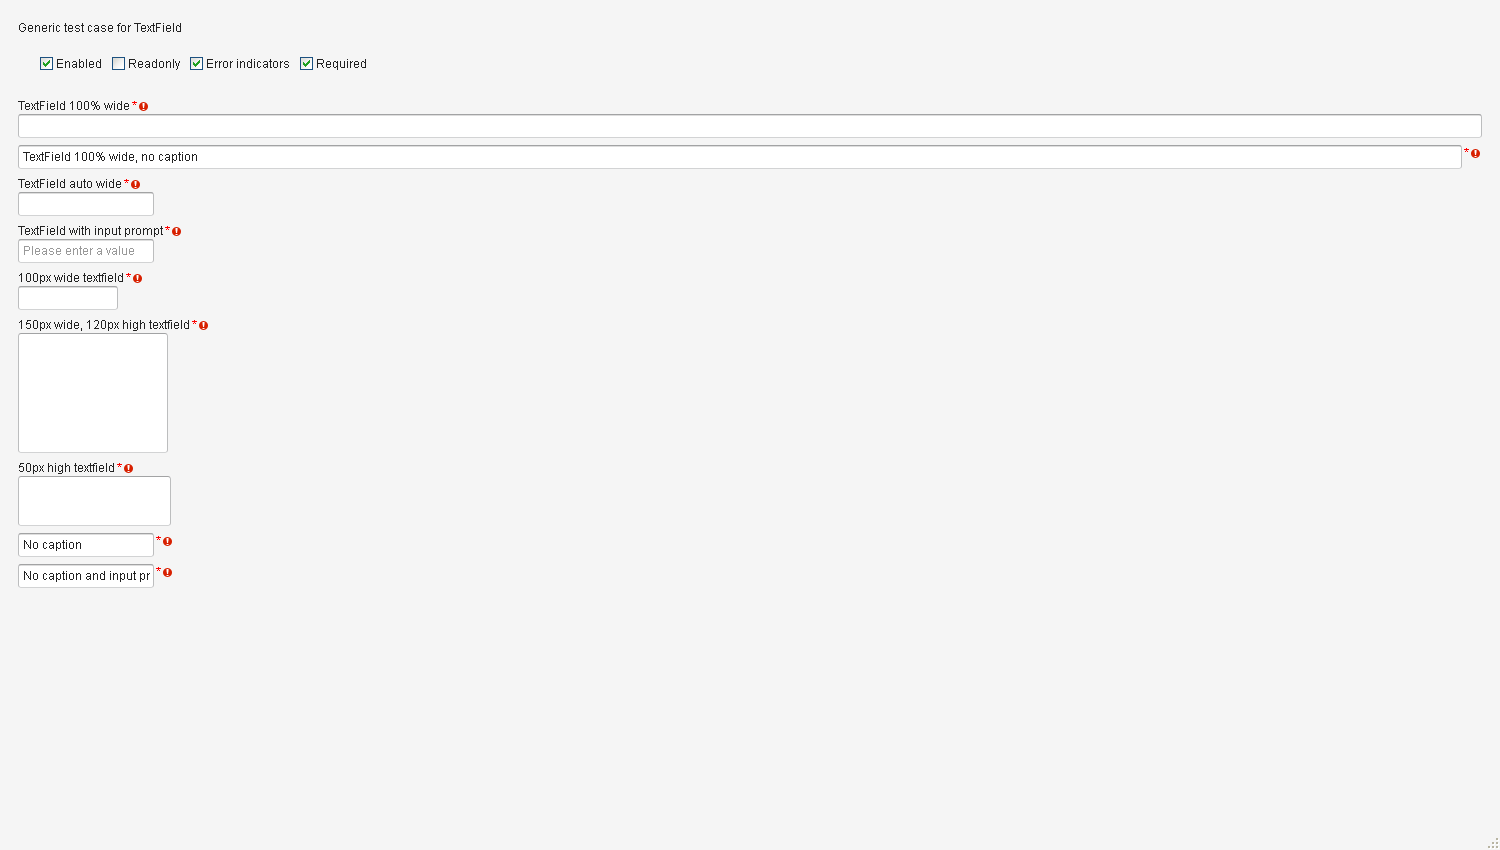 Generic test case for TextField
Enabled Readonly Error indicators Required
TextField 100% wide *
TextField 100% wide, no caption *
TextField auto wide *
TextField with input prompt *
Please enter a value
100px wide textfield *
150px wide, 120px high textfield *
50px high textfield *
No caption *
No caption and input pr *